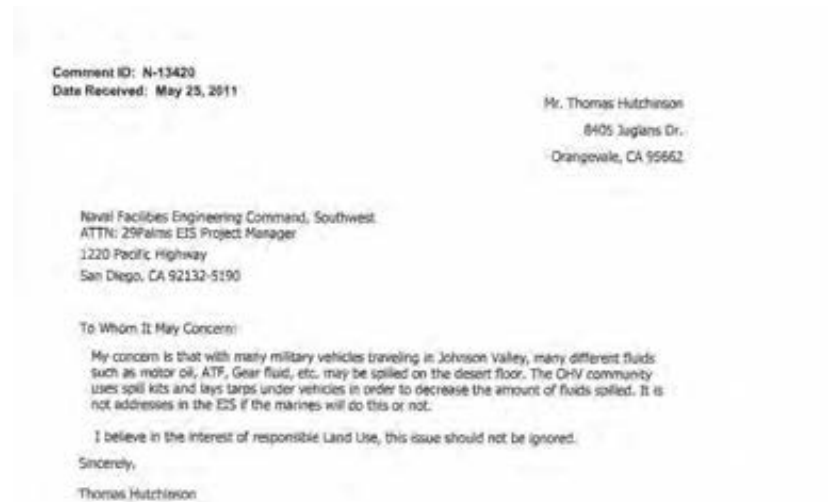 Comment ID: N-13420
Date Received: May 25, 2011
Mr. Thomas Hutchinson
8405 Juglans Dr.
Orangevale, CA 95662
Naval Facilities Engineering Command, Southwest
ATTN: 29Palms EIS Project Manager
1220 Pacific Highway
San Diego, CA 92132-5190
To Whom It May Concern:
My concern is that with many military vehicles traveling in Johnson Valley, many different fluids
such as motor oil, ATF, Gear fluid, etc. may be spilled on the desert floor. The OHV community
uses spill kits and lays tarps under vehicles in order to decrease the amount of fluids spilled. It is
not addresses in the EIS if the marines will do this or not.
I believe in the interest of responsible Land Use, this issue should not be ignored.
Sincerely,
Thomas Hutchinson